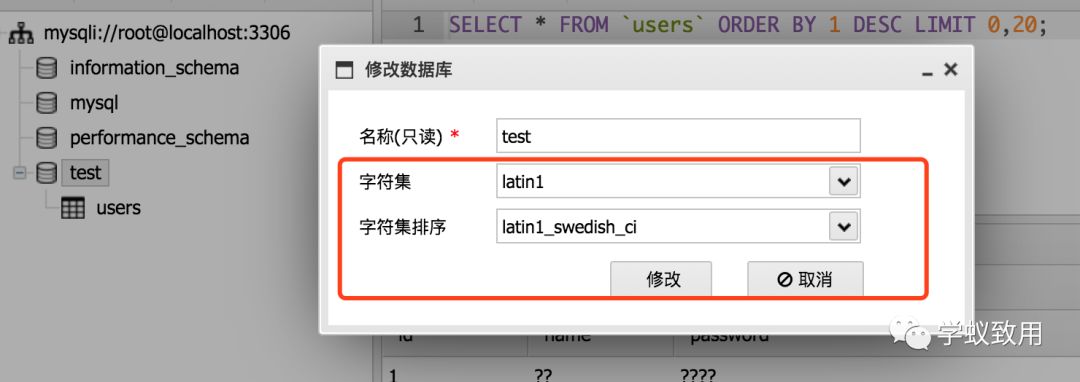 mysqli://root@localhost:3306
information_schema
mysql
performance_schema
test
users
1 SELECT * FROM `users` ORDER BY 1 DESC LIMIT 0,20;
修改数据库
名称(只读) * test
字符集 latin1
字符集排序 latin1_swedish_ci
修改 取消
id name password
1 ?? ????
学蚁致用